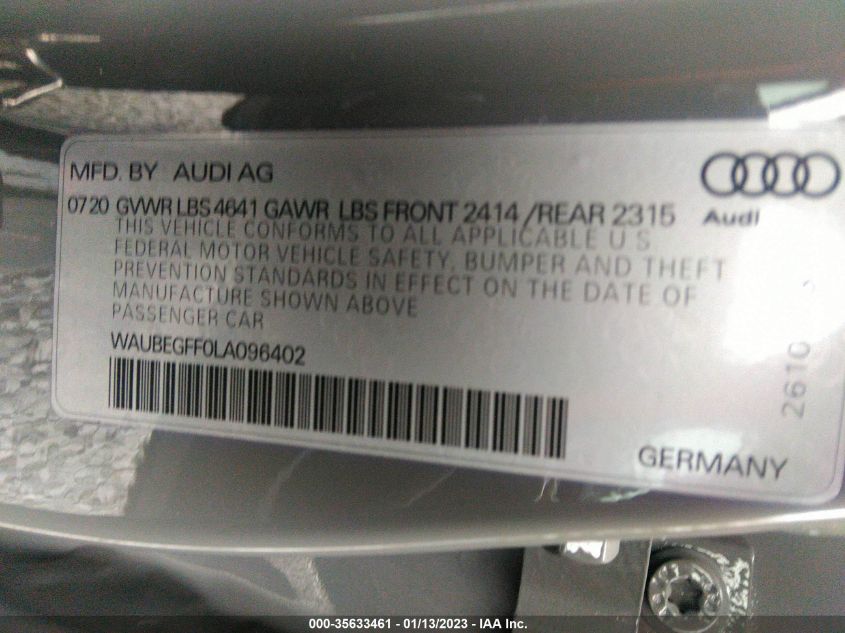 MFD. BY AUDI AG
0720 GVWR LBS 4641 GAWR LBS FRONT 2414 /REAR 2315
Audi
THIS VEHICLE CONFORMS TO ALL APPLICABLE U S
FEDERAL MOTOR VEHICLE SAFETY, BUMPER AND THEFT
PREVENTION STANDARDS IN EFFECT ON THE DATE OF
MANUFACTURE SHOWN ABOVE
PASSENGER CAR
WAUBEGFF0LA096402
2610
GERMANY
000-35633461 - 01/13/2023 - IAA Inc.